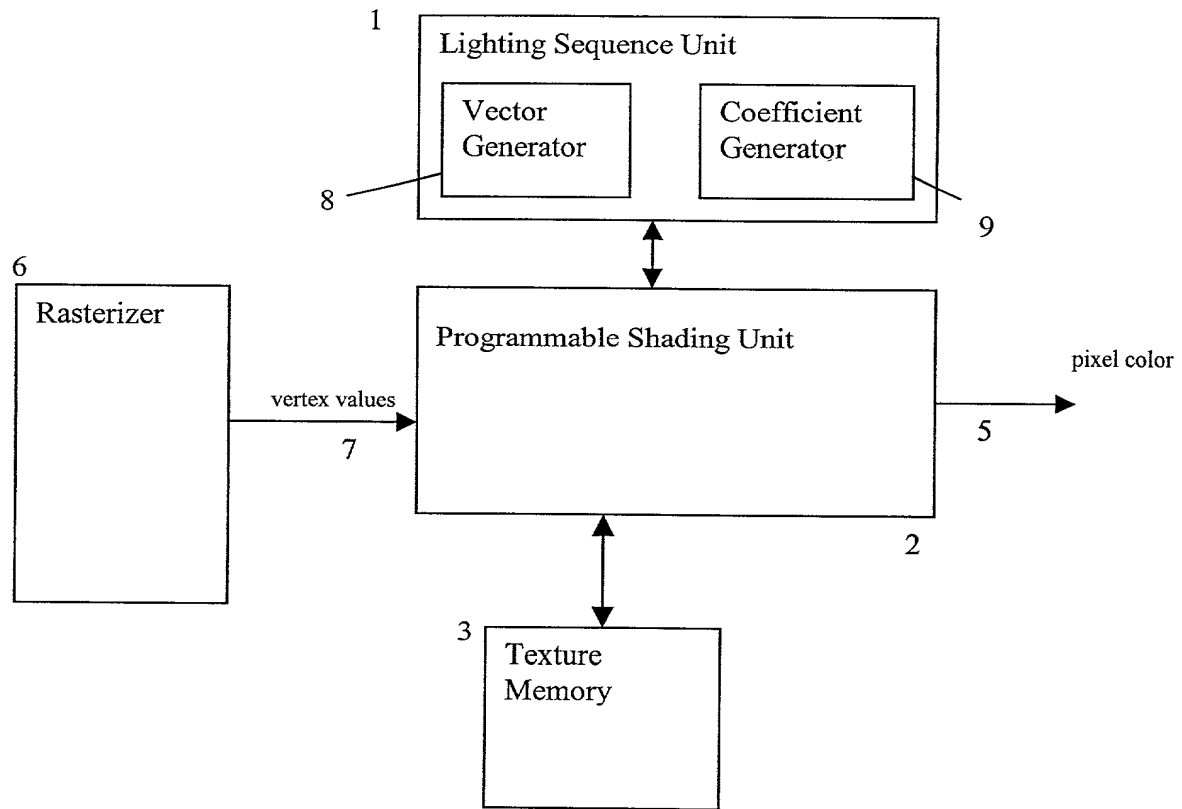 1
Lighting Sequence Unit
Vector
Generator
Coefficient
Generator
8
9
6
Rasterizer
Programmable Shading Unit
pixel color
vertex values
7
5
2
3
Texture
Memory